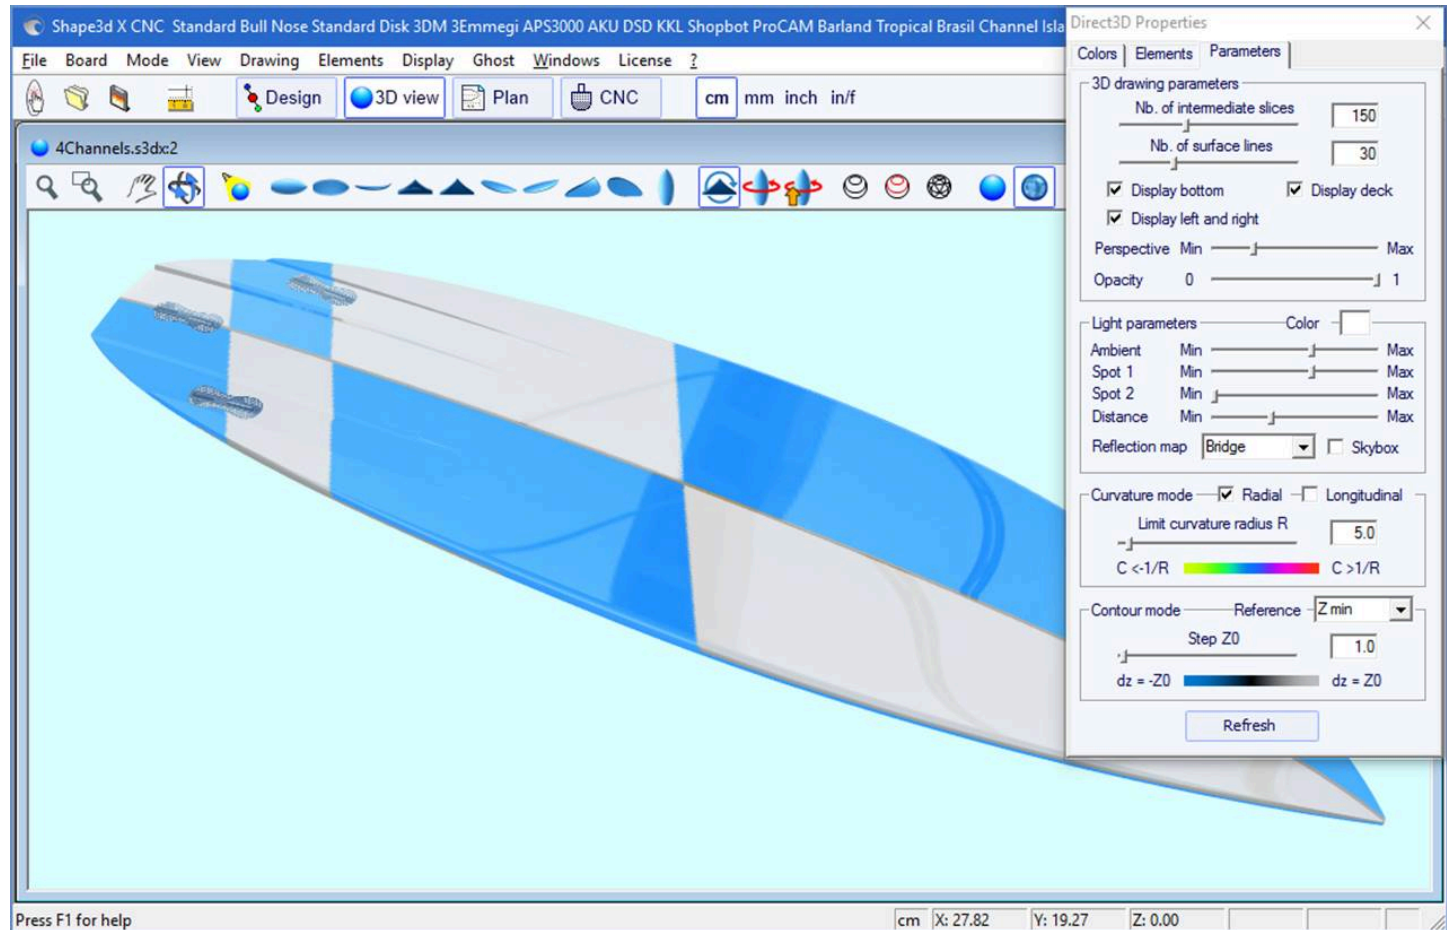 Shape3d X CNC Standard Bull Nose Standard Disk 3DM 3Emmegi APS3000 AKU DSD KKL Shopbot ProCAM Barland Tropical Brasil Channel Isla
File Board Mode View Drawing Elements Display Ghost Windows License ?
Design 3D view Plan CNC cm mm inch in/f
4Channels.s3dx:2
Direct3D Properties
Colors Elements Parameters
3D drawing parameters
Nb. of intermediate slices 150
Nb. of surface lines 30
Display bottom Display deck
Display left and right
Perspective Min Max
Opacity 0 1
Light parameters Color
Ambient Min Max
Spot 1 Min Max
Spot 2 Min Max
Distance Min Max
Reflection map Bridge Skybox
Curvature mode Radial Longitudinal
Limit curvature radius R 5.0
C <-1/R C >1/R
Contour mode Reference Z min
Step Z0 1.0
dz = -Z0 dz = Z0
Refresh
Press F1 for help cm X: 27.82 Y: 19.27 Z: 0.00